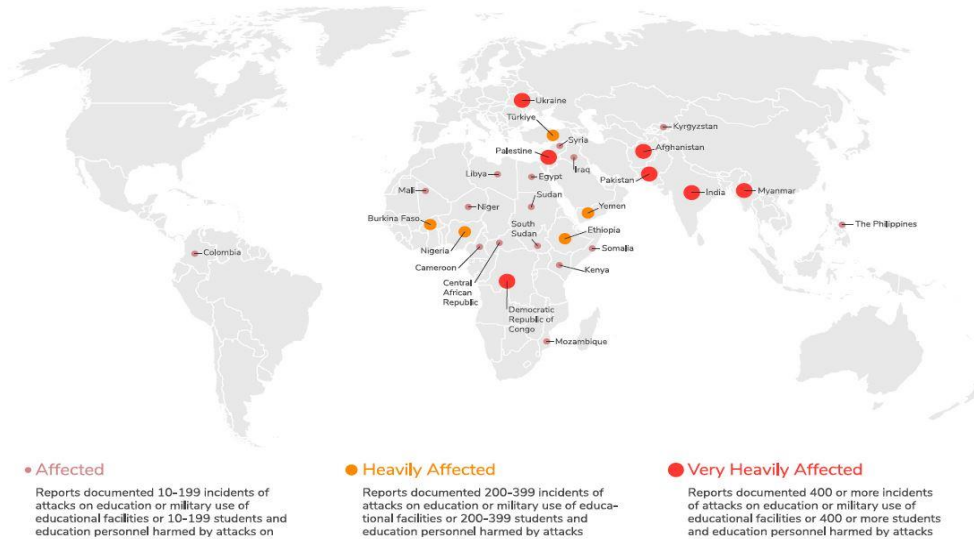 Ukraine
Türkiye
Kyrgyzstan
Syria
Palestine
Afghanistan
Iraq
Libya
Egypt
Pakistan
Mali
India
Myanmar
Sudan
Niger
Yemen
Burkina Faso
The Philippines
South
Sudan
Ethiopia
Nigeria
Somalia
Colombia
Cameroon
Kenya
Central
African
Republic
Democratic
Republic of
Congo
Mozambique
Affected
Reports documented 10-199 incidents of
attacks on education or military use of
educational facilities or 10-199 students and
education personnel harmed by attacks on
Heavily Affected
Reports documented 200-399 incidents of
attacks on education or military use of educa-
tional facilities or 200-399 students and
education personnel harmed by attacks
Very Heavily Affected
Reports documented 400 or more incidents
of attacks on education or military use of
educational facilities or 400 or more students
and education personnel harmed by attacks